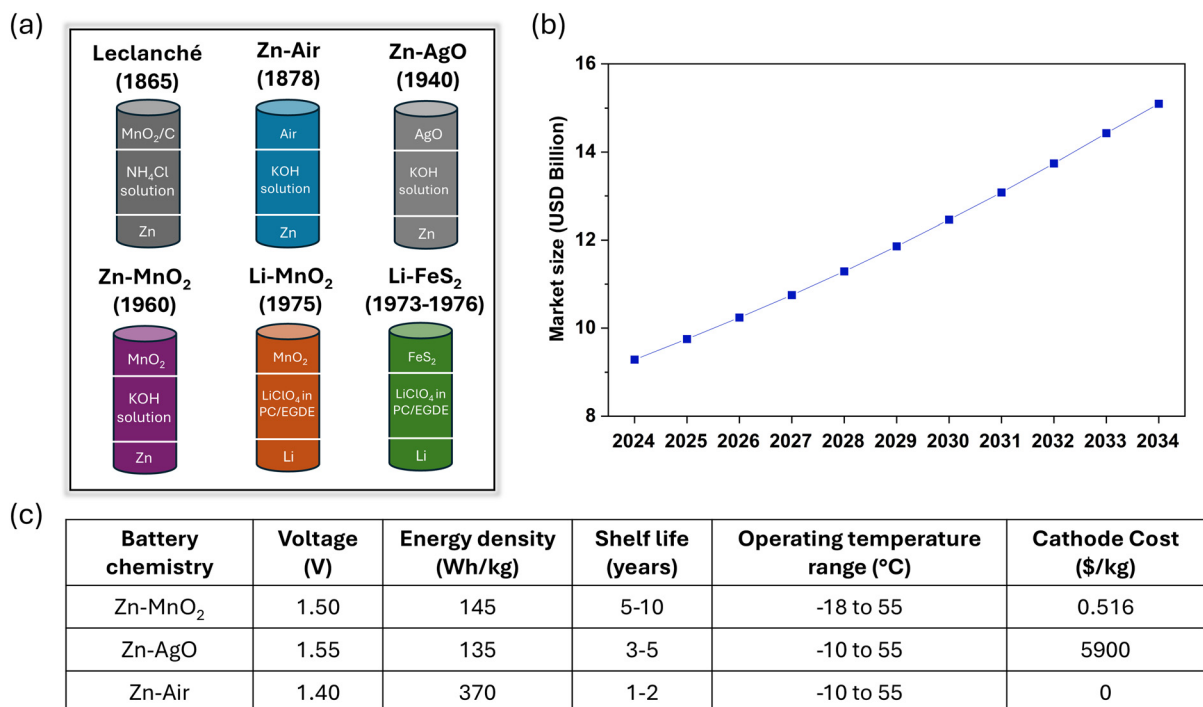 (a)
Leclanché
(1865)
MnO₂/C
NH₄Cl
solution
Zn
Zn-Air
(1878)
Air
KOH
solution
Zn
Zn-AgO
(1940)
AgO
KOH
solution
Zn
Zn-MnO₂
(1960)
MnO₂
KOH
solution
Zn
Li-MnO₂
(1975)
MnO₂
LiClO₄ in
PC/EGDE
Li
Li-FeS₂
(1973-1976)
FeS₂
LiClO₄ in
PC/EGDE
Li
(b)
Market size (USD Billion)
16
14
12
10
8
2024 2025 2026 2027 2028 2029 2030 2031 2032 2033 2034
(c)
Battery chemistry Voltage (V) Energy density (Wh/kg) Shelf life (years) Operating temperature range (°C) Cathode Cost ($/kg)
Zn-MnO₂ 1.50 145 5-10 -18 to 55 0.516
Zn-AgO 1.55 135 3-5 -10 to 55 5900
Zn-Air 1.40 370 1-2 -10 to 55 0